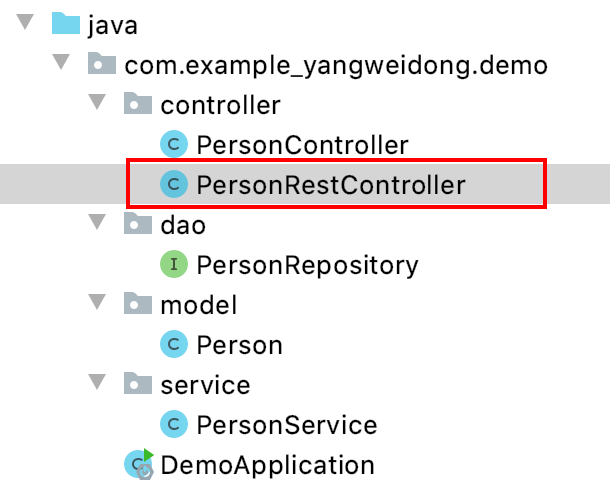 java
com.example_yangweidong.demo
controller
C PersonController
C PersonRestController
dao
I PersonRepository
model
C Person
service
C PersonService
C DemoApplication